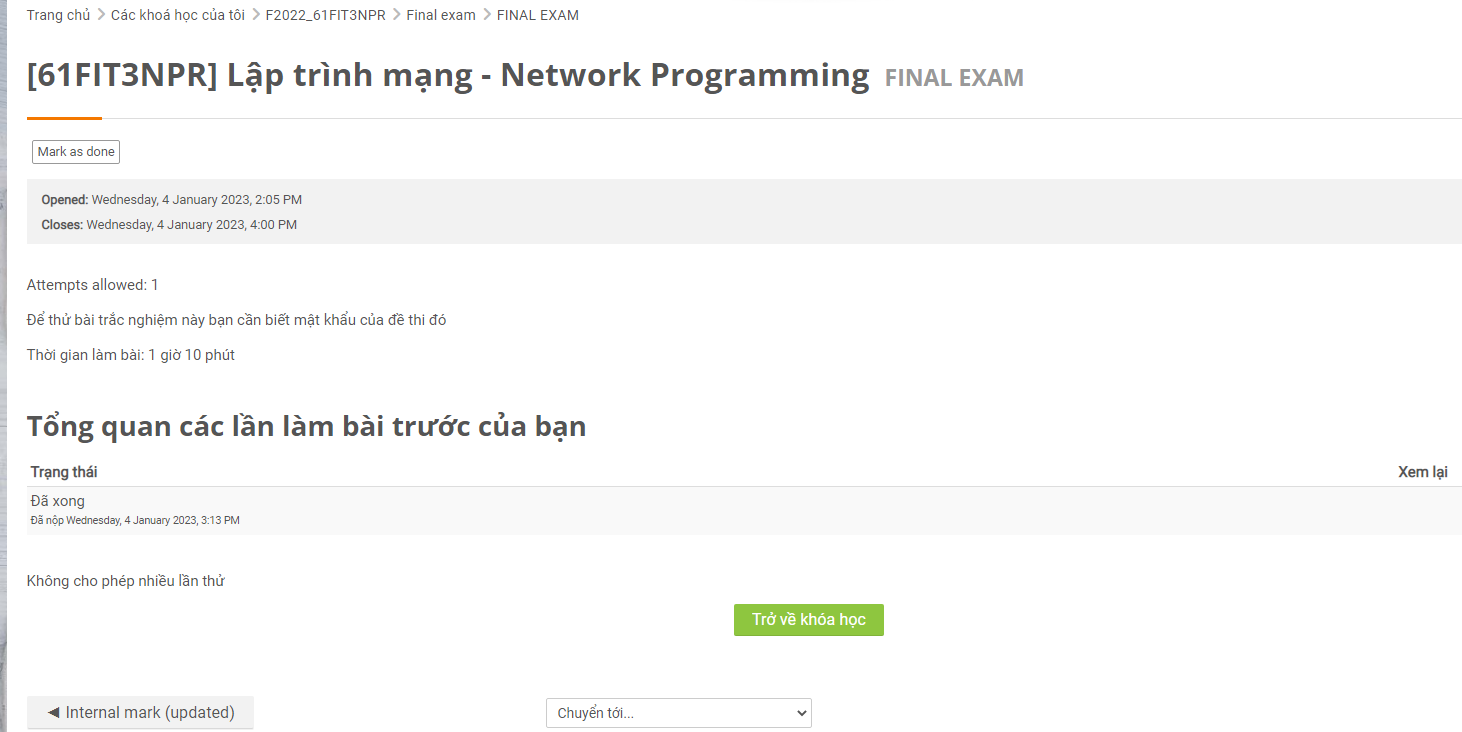 Trang chủ > Các khoá học của tôi > F2022_61FIT3NPR > Final exam > FINAL EXAM
[61FIT3NPR] Lập trình mạng - Network Programming FINAL EXAM
Mark as done
Opened: Wednesday, 4 January 2023, 2:05 PM
Closes: Wednesday, 4 January 2023, 4:00 PM
Attempts allowed: 1
Để thử bài trắc nghiệm này bạn cần biết mật khẩu của đề thi đó
Thời gian làm bài: 1 giờ 10 phút
Tổng quan các lần làm bài trước của bạn
Trạng thái Xem lại
Đã xong
Đã nộp Wednesday, 4 January 2023, 3:13 PM
Không cho phép nhiều lần thử
Trở về khóa học
◄ Internal mark (updated) Chuyển tới...